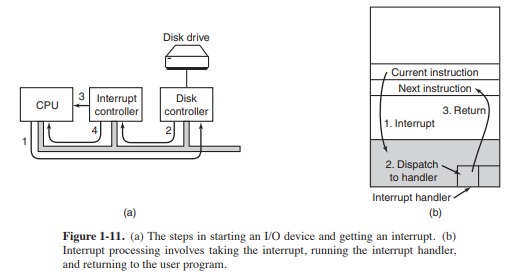 Disk drive
CPU
3
Interrupt
controller
Disk
controller
1
4
2
Current instruction
Next instruction
3. Return
1. Interrupt
2. Dispatch
to handler
Interrupt handler
(a)
(b)
Figure 1-11. (a) The steps in starting an I/O device and getting an interrupt. (b)
Interrupt processing involves taking the interrupt, running the interrupt handler,
and returning to the user program.